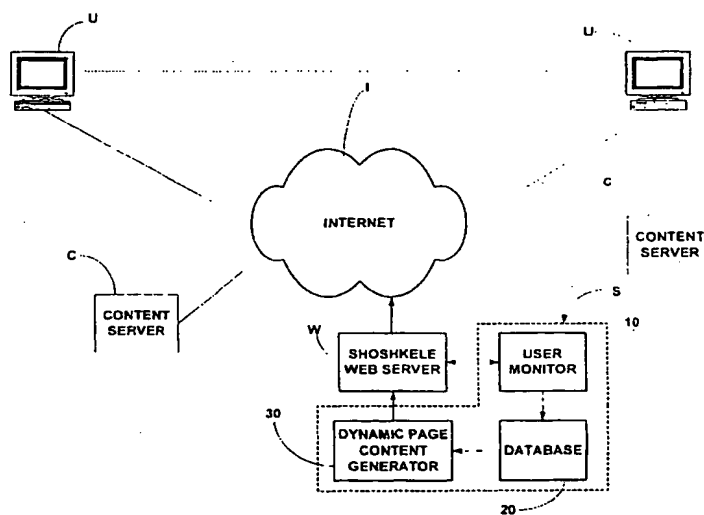 U
U
I
INTERNET
C
CONTENT
SERVER
C
CONTENT
SERVER
S
10
W
SHOSHKELE
WEB SERVER
USER
MONITOR
30
DYNAMIC PAGE
CONTENT
GENERATOR
DATABASE
20